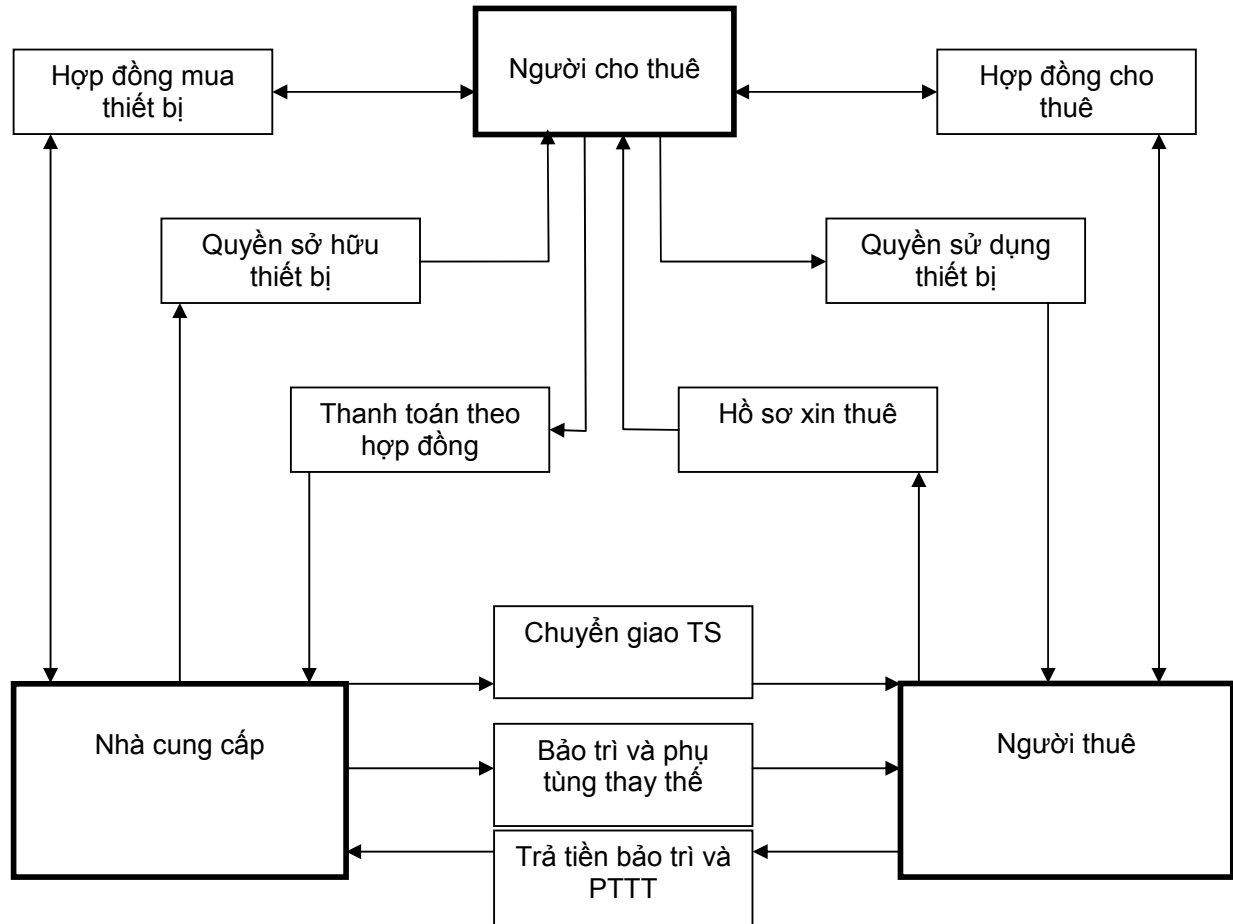 Người cho thuê
Hợp đồng mua
thiết bị
Hợp đồng cho
thuê
Quyền sở hữu
thiết bị
Quyền sử dụng
thiết bị
Thanh toán theo
hợp đồng
Hồ sơ xin thuê
Chuyển giao TS
Nhà cung cấp
Bảo trì và phụ
tùng thay thế
Người thuê
Trả tiền bảo trì và
PTTT